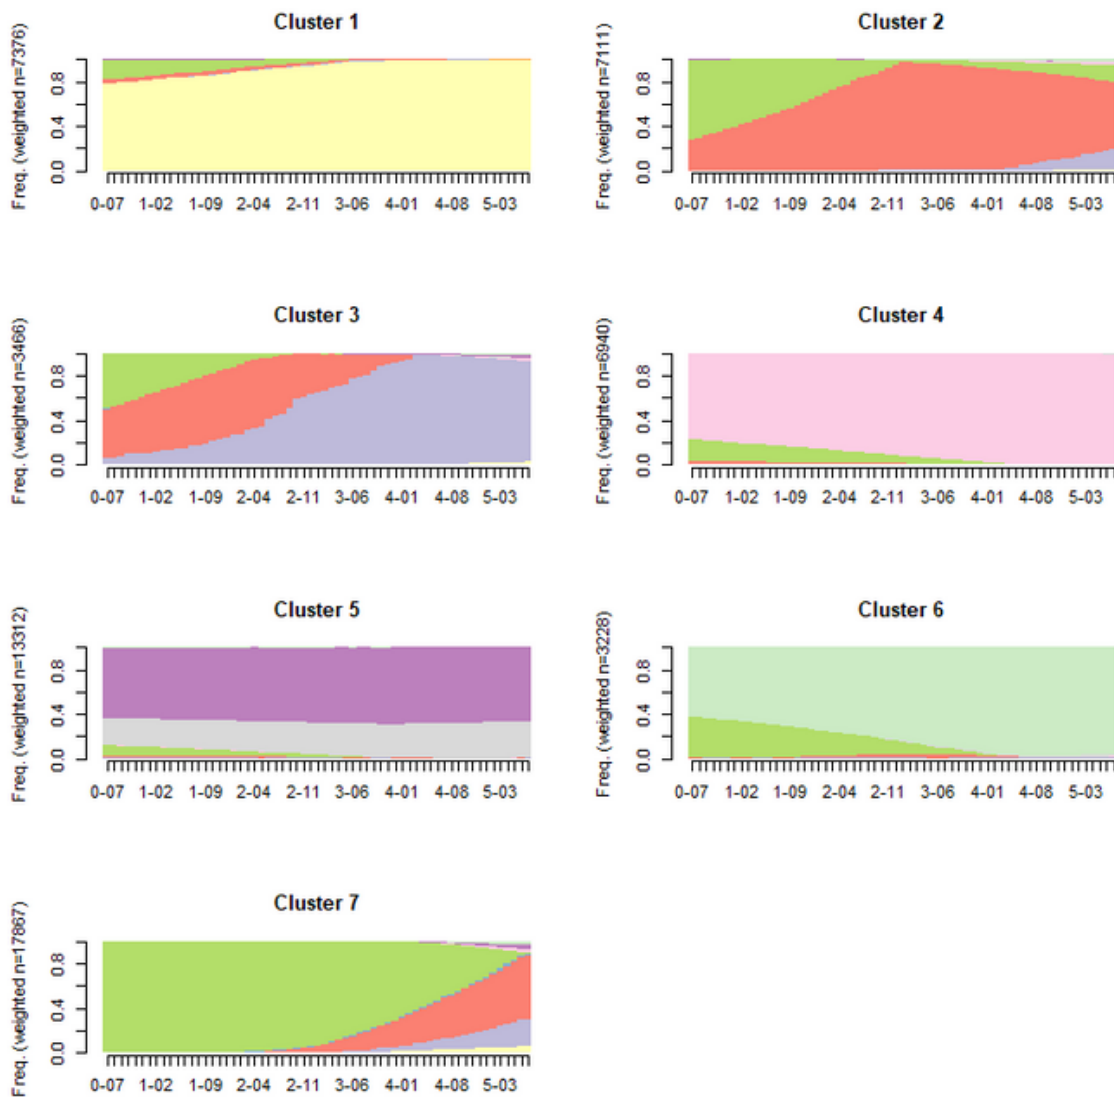 Cluster 1
Freq. (weighted n=7376)
0.0 0.4 0.8
0-07 1-02 1-09 2-04 2-11 3-06 4-01 4-08 5-03
Cluster 2
Freq. (weighted n=7111)
0.0 0.4 0.8
0-07 1-02 1-09 2-04 2-11 3-06 4-01 4-08 5-03
Cluster 3
Freq. (weighted n=3466)
0.0 0.4 0.8
0-07 1-02 1-09 2-04 2-11 3-06 4-01 4-08 5-03
Cluster 4
Freq. (weighted n=6940)
0.0 0.4 0.8
0-07 1-02 1-09 2-04 2-11 3-06 4-01 4-08 5-03
Cluster 5
Freq. (weighted n=13312)
0.0 0.4 0.8
0-07 1-02 1-09 2-04 2-11 3-06 4-01 4-08 5-03
Cluster 6
Freq. (weighted n=3228)
0.0 0.4 0.8
0-07 1-02 1-09 2-04 2-11 3-06 4-01 4-08 5-03
Cluster 7
Freq. (weighted n=17867)
0.0 0.4 0.8
0-07 1-02 1-09 2-04 2-11 3-06 4-01 4-08 5-03